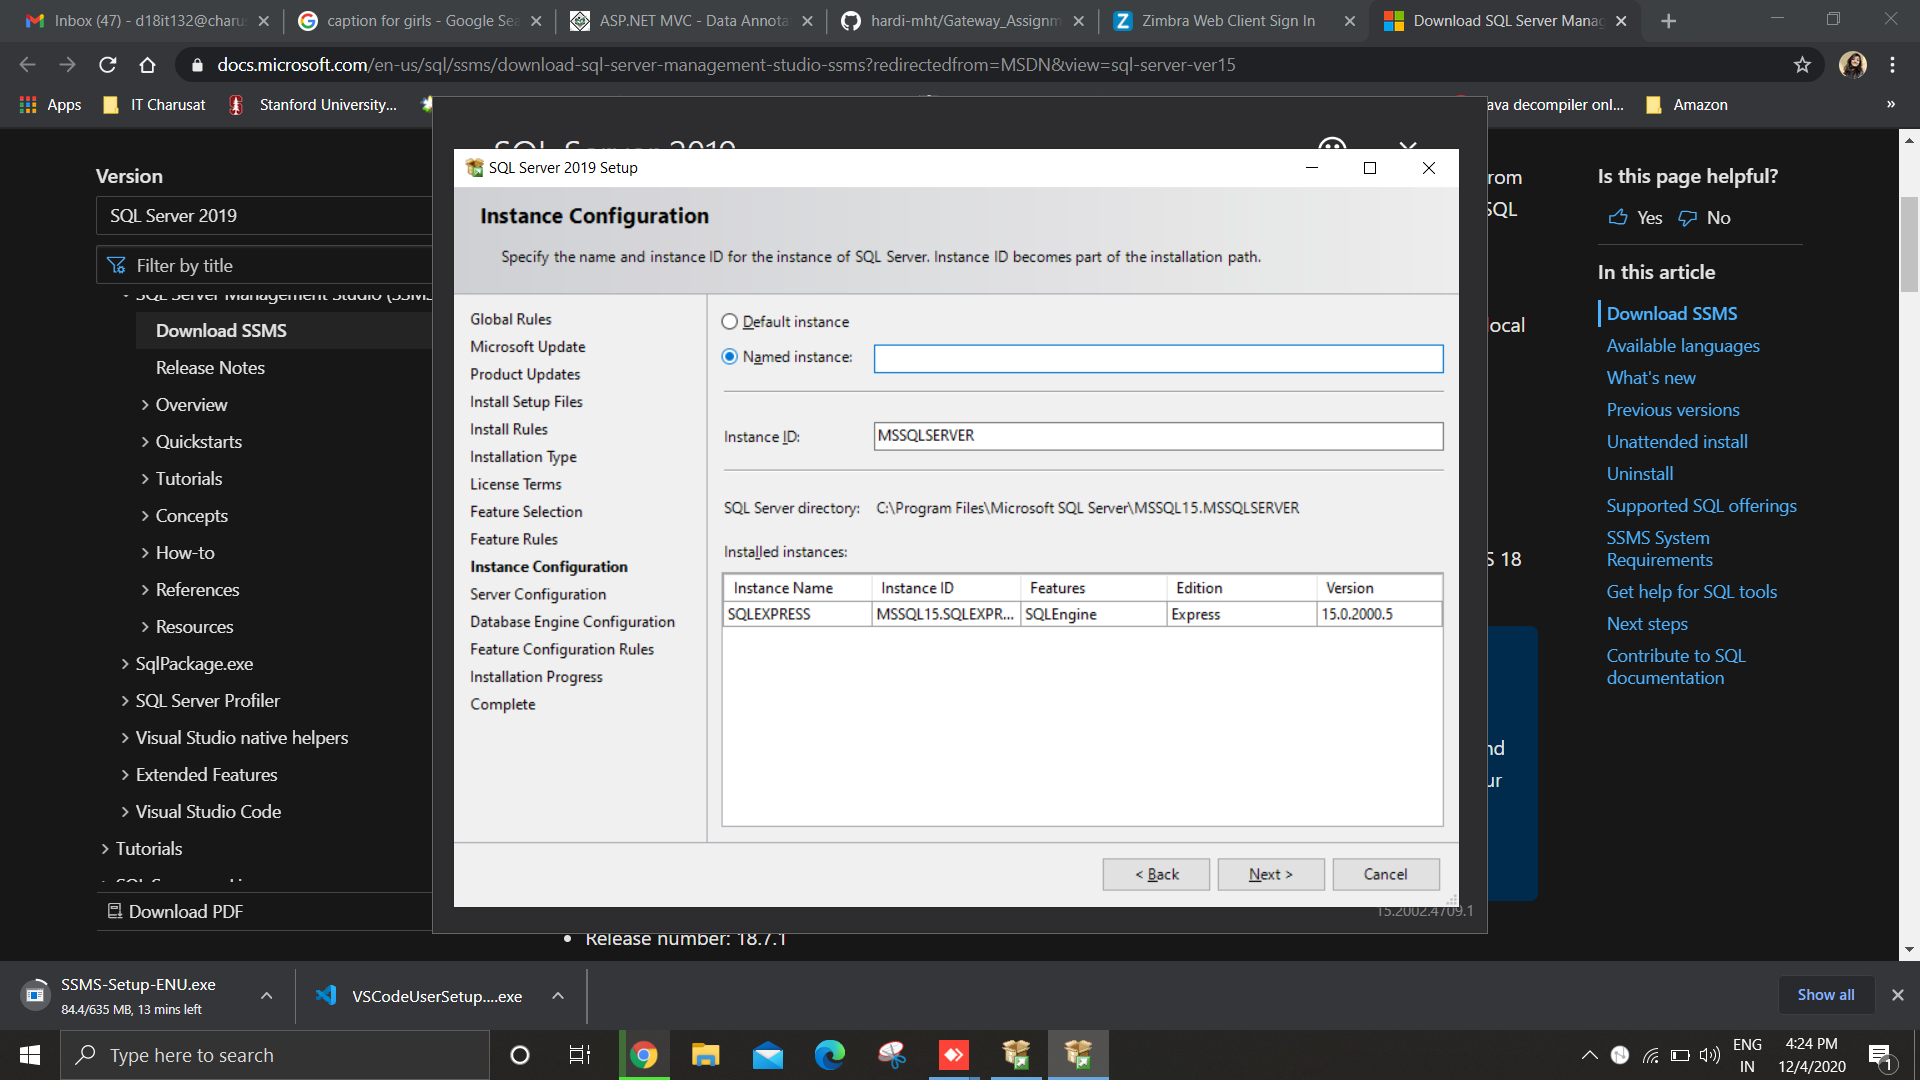 Inbox (47) - d18it132@charus
caption for girls - Google Sea
ASP.NET MVC - Data Annota
hardi-mht/Gateway_Assignm
Zimbra Web Client Sign In
Download SQL Server Manag
docs.microsoft.com/en-us/sql/ssms/download-sql-server-management-studio-ssms?redirectedfrom=MSDN&view=sql-server-ver15
Apps
IT Charusat
Stanford University...
ava decompiler onl...
Amazon
»
Version
SQL Server 2019
Filter by title
SQL Server Management Studio (SSMS
Download SSMS
Release Notes
Overview
Quickstarts
Tutorials
Concepts
How-to
References
Resources
SqlPackage.exe
SQL Server Profiler
Visual Studio native helpers
Extended Features
Visual Studio Code
Tutorials
Download PDF
SQL Server 2019
SQL Server 2019 Setup
Instance Configuration
Specify the name and instance ID for the instance of SQL Server. Instance ID becomes part of the installation path.
Global Rules
Microsoft Update
Product Updates
Install Setup Files
Install Rules
Installation Type
License Terms
Feature Selection
Feature Rules
Instance Configuration
Server Configuration
Database Engine Configuration
Feature Configuration Rules
Installation Progress
Complete
Default instance
Named instance:
Instance ID: MSSQLSERVER
SQL Server directory: C:\Program Files\Microsoft SQL Server\MSSQL15.MSSQLSERVER
Installed instances:
Instance Name Instance ID Features Edition Version
SQLEXPRESS MSSQL15.SQLEXPR... SQLEngine Express 15.0.2000.5
< Back
Next >
Cancel
15.2002.4709.1
Release number: 18.7.1
rom
SQL
local
S 18
nd
ur
Is this page helpful?
Yes No
In this article
Download SSMS
Available languages
What's new
Previous versions
Unattended install
Uninstall
Supported SQL offerings
SSMS System
Requirements
Get help for SQL tools
Next steps
Contribute to SQL
documentation
SSMS-Setup-ENU.exe
84.4/635 MB, 13 mins left
VSCodeUserSetup....exe
Show all
Type here to search
ENG
IN
4:24 PM
12/4/2020
1